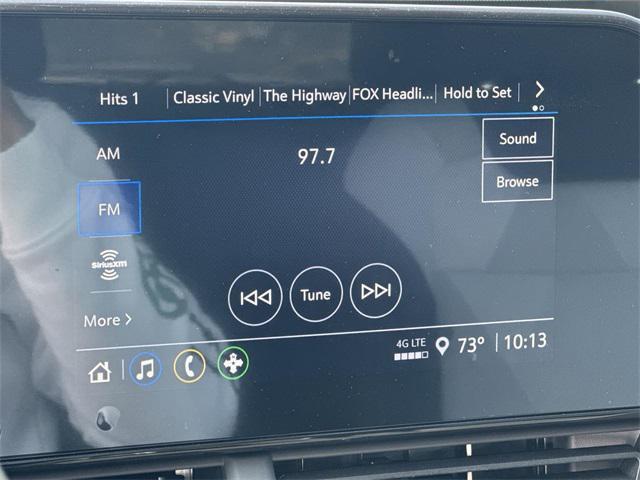 Hits 1 Classic Vinyl The Highway FOX Headli... Hold to Set
AM 97.7 Sound
FM Browse
SiriusXM
Tune
More
4G LTE 73° 10:13